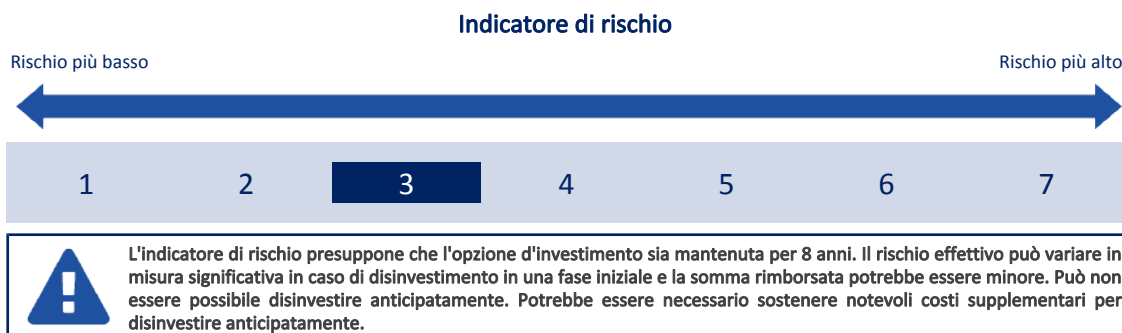 Indicatore di rischio
Rischio più basso Rischio più alto
1 2 3 4 5 6 7
L'indicatore di rischio presuppone che l'opzione d'investimento sia mantenuta per 8 anni. Il rischio effettivo può variare in
misura significativa in caso di disinvestimento in una fase iniziale e la somma rimborsata potrebbe essere minore. Può non
essere possibile disinvestire anticipatamente. Potrebbe essere necessario sostenere notevoli costi supplementari per
disinvestire anticipatamente.